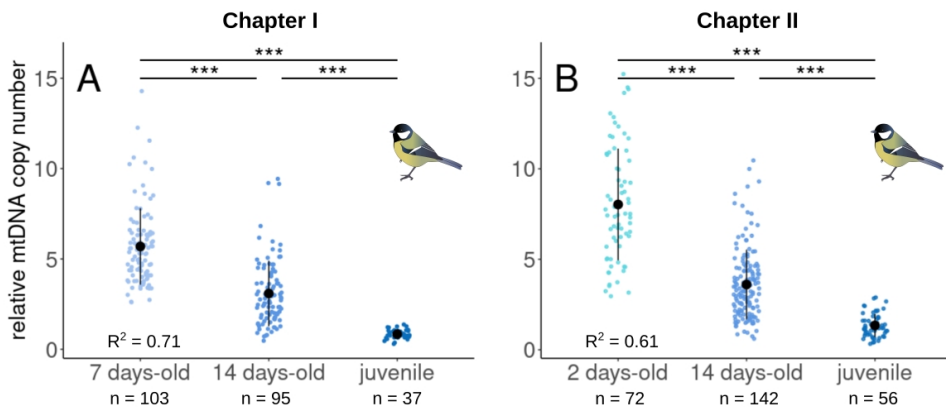 Chapter I
Chapter II
relative mtDNA copy number
A
***
***
***
15
10
5
0
R² = 0.71
7 days-old
14 days-old
juvenile
n = 103
n = 95
n = 37
B
***
***
***
15
10
5
0
R² = 0.61
2 days-old
14 days-old
juvenile
n = 72
n = 142
n = 56